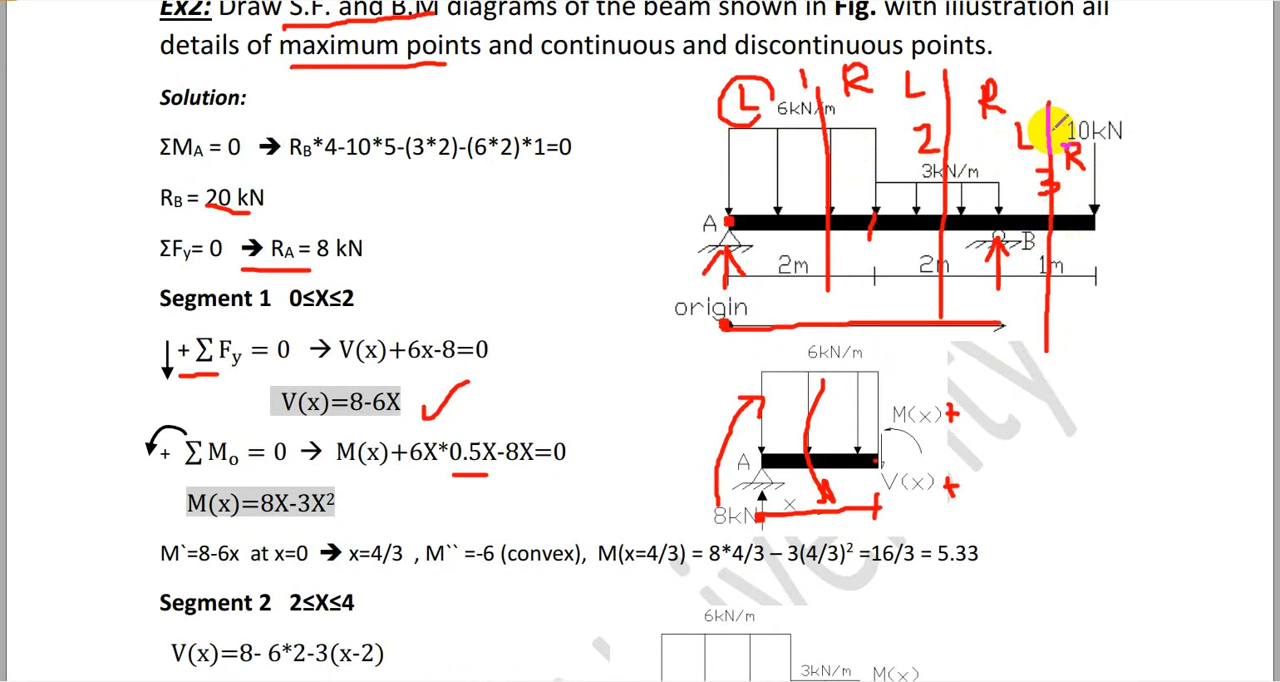 Ex2: Draw S.F. and B.M diagrams of the beam shown in Fig. with illustration all
details of maximum points and continuous and discontinuous points.
Solution:
ΣMA = 0 ➔ RB*4-10*5-(3*2)-(6*2)*1=0
RB = 20 kN
ΣFy= 0 ➔ RA = 8 kN
Segment 1 0≤X≤2
+ ∑ Fy = 0 → V(x)+6x-8=0
V(x)=8-6X
+ ∑ Mo = 0 → M(x)+6X*0.5X-8X=0
M(x)=8X-3X²
M`=8-6x at x=0 ➔ x=4/3 , M`` =-6 (convex), M(x=4/3) = 8*4/3 – 3(4/3)² =16/3 = 5.33
Segment 2 2≤X≤4
V(x)=8- 6*2-3(x-2)
L 1 R L R
6kN/m
2 L 10kN
R
3kN/m 3
A
B
2m 2m 1m
origin
6kN/m
M(x) +
A
V(x) +
x
8kN
6kN/m
3kN/m M(x)